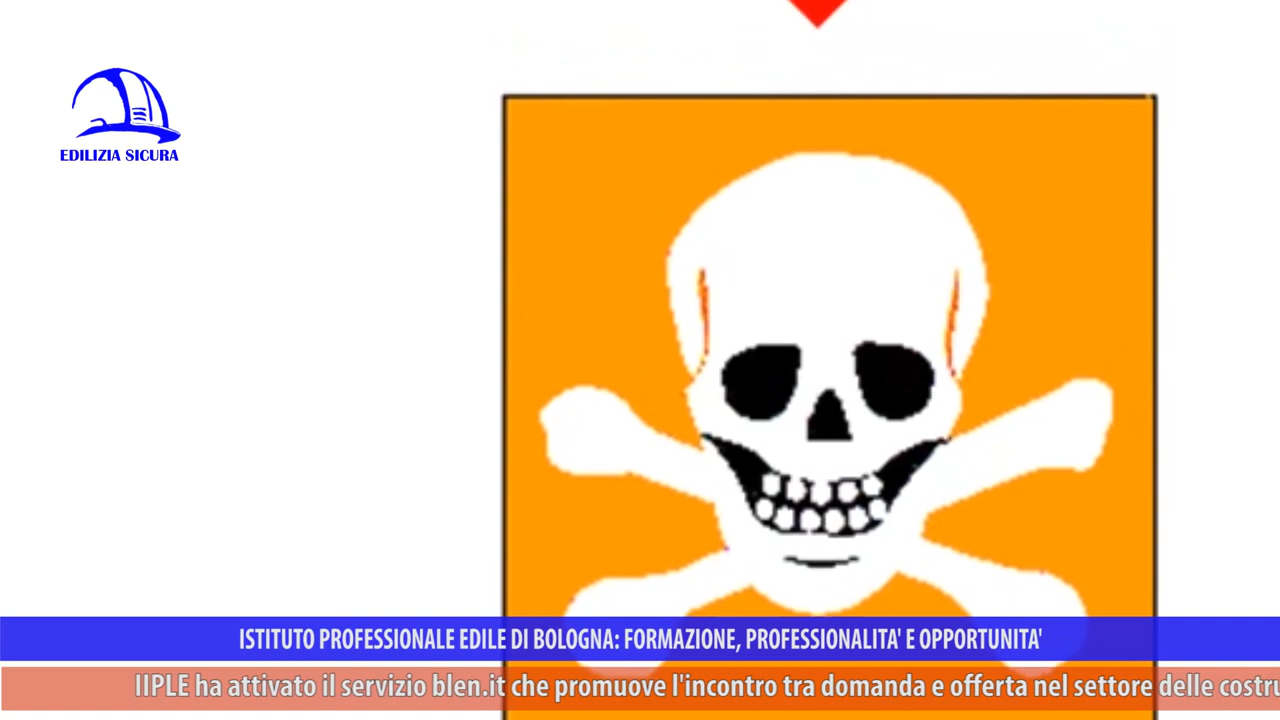 EDILIZIA SICURA
ISTITUTO PROFESSIONALE EDILE DI BOLOGNA: FORMAZIONE, PROFESSIONALITA' E OPPORTUNITA'
IIPLE ha attivato il servizio blen.it che promuove l'incontro tra domanda e offerta nel settore delle